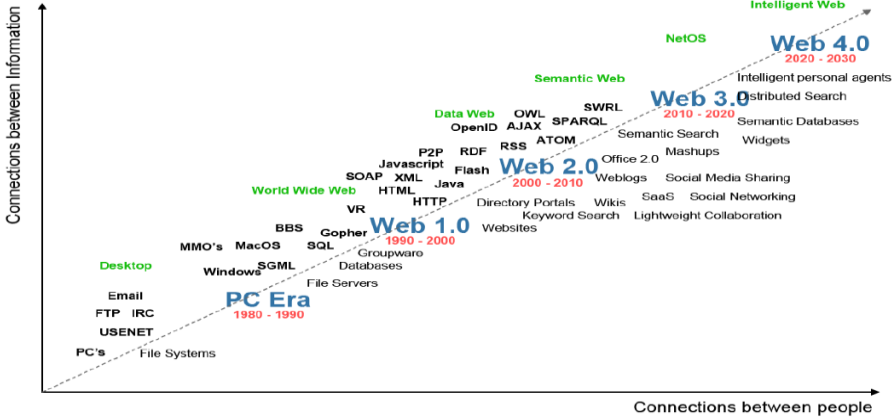 Intelligent Web
Connections between Information
NetOS
Web 4.0
2020 - 2030
Semantic Web
Intelligent personal agents
Web 3.0
Distributed Search
2010 - 2020
Data Web
OWL
SWRL
OpenID
AJAX
SPARQL
Semantic Databases
Semantic Search
Widgets
P2P
RDF
RSS
ATOM
Mashups
Javascript
Flash
Web 2.0
Office 2.0
2000 - 2010
SOAP
XML
Java
Weblogs
Social Media Sharing
World Wide Web
HTML
HTTP
Directory Portals
Wikis
SaaS
Social Networking
VR
Keyword Search
Lightweight Collaboration
BBS
Gopher
Web 1.0
1990 - 2000
Websites
MMO's
MacOS
SQL
Groupware
Desktop
Windows
SGML
Databases
File Servers
Email
PC Era
1980 - 1990
FTP
IRC
USENET
PC's
File Systems
Connections between people